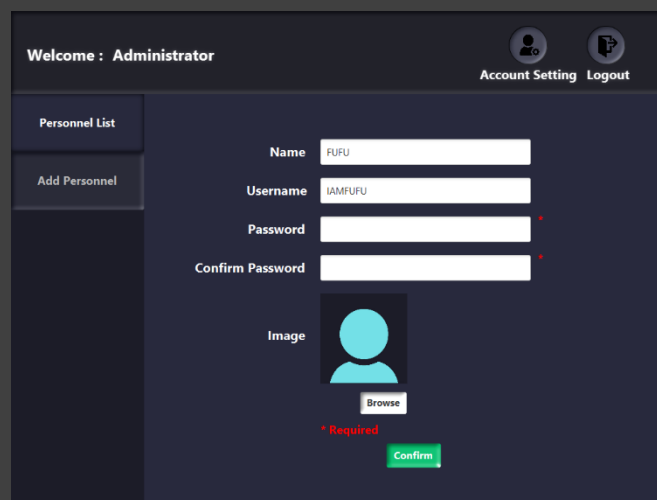 Welcome : Administrator
Account Setting
Logout
Personnel List
Add Personnel
Name
FUFU
Username
IAMFUFU
Password
*
Confirm Password
*
Image
Browse
* Required
Confirm